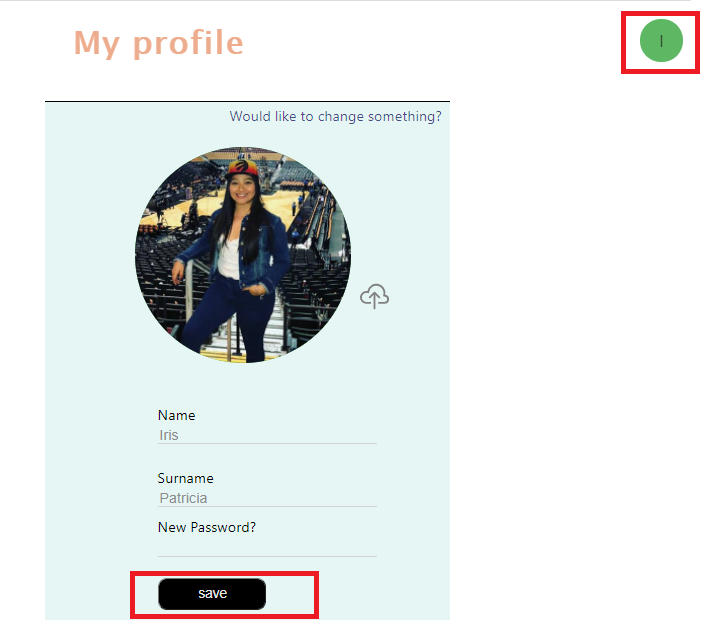 My profile
I
Would like to change something?
Name
Iris
Surname
Patricia
New Password?
save